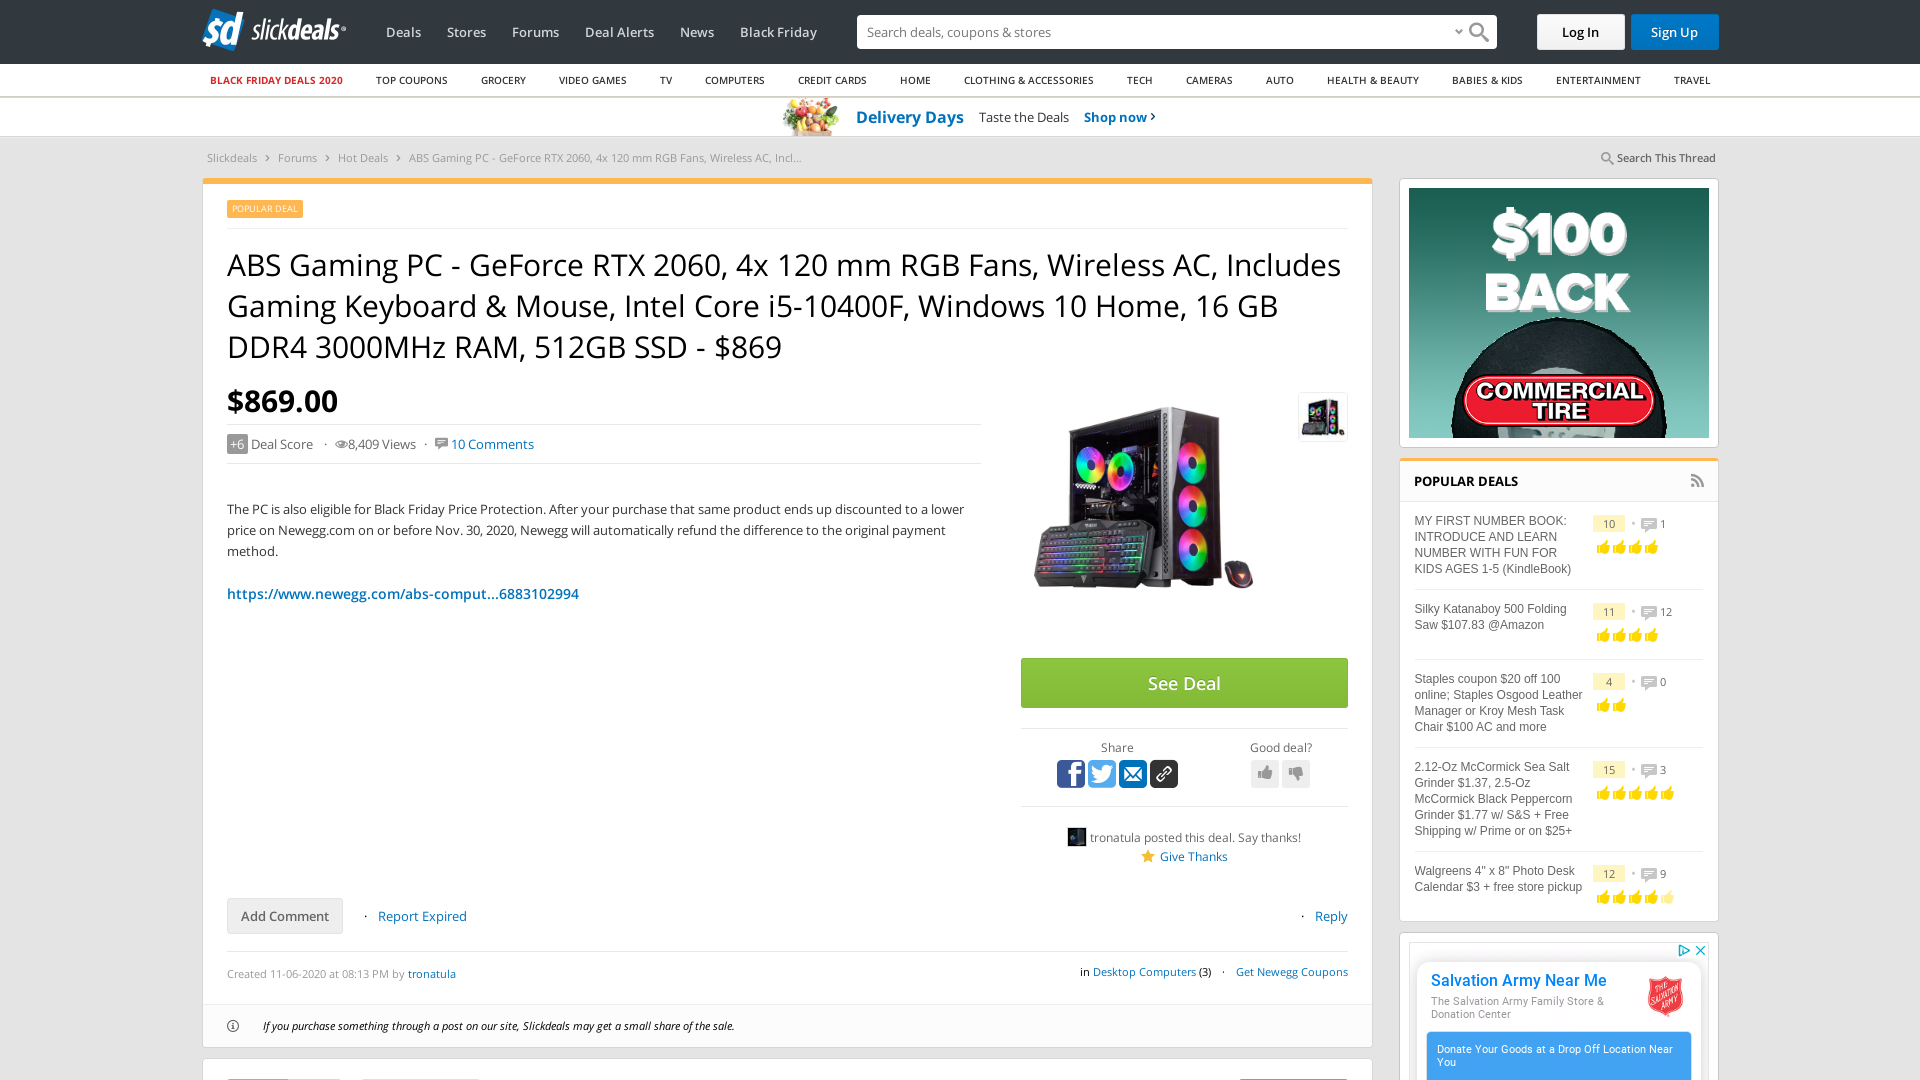 slickdeals
Deals
Stores
Forums
Deal Alerts
News
Black Friday
Search deals, coupons & stores
Log In
Sign Up
BLACK FRIDAY DEALS 2020
TOP COUPONS
GROCERY
VIDEO GAMES
TV
COMPUTERS
CREDIT CARDS
HOME
CLOTHING & ACCESSORIES
TECH
CAMERAS
AUTO
HEALTH & BEAUTY
BABIES & KIDS
ENTERTAINMENT
TRAVEL
Delivery Days
Taste the Deals
Shop now
Slickdeals › Forums › Hot Deals › ABS Gaming PC - GeForce RTX 2060, 4x 120 mm RGB Fans, Wireless AC, Incl...
Search This Thread
POPULAR DEAL
ABS Gaming PC - GeForce RTX 2060, 4x 120 mm RGB Fans, Wireless AC, Includes
Gaming Keyboard & Mouse, Intel Core i5-10400F, Windows 10 Home, 16 GB
DDR4 3000MHz RAM, 512GB SSD - $869
$869.00
+6 Deal Score · 8,409 Views · 10 Comments
The PC is also eligible for Black Friday Price Protection. After your purchase that same product ends up discounted to a lower
price on Newegg.com on or before Nov. 30, 2020, Newegg will automatically refund the difference to the original payment
method.
https://www.newegg.com/abs-comput...6883102994
See Deal
Share
Good deal?
tronatula posted this deal. Say thanks!
Give Thanks
Add Comment
· Report Expired
· Reply
Created 11-06-2020 at 08:13 PM by tronatula
in Desktop Computers (3) · Get Newegg Coupons
If you purchase something through a post on our site, Slickdeals may get a small share of the sale.
$100
BACK
COMMERCIAL
TIRE
POPULAR DEALS
MY FIRST NUMBER BOOK:
INTRODUCE AND LEARN
NUMBER WITH FUN FOR
KIDS AGES 1-5 (KindleBook)
10 • 1
Silky Katanaboy 500 Folding
Saw $107.83 @Amazon
11 • 12
Staples coupon $20 off 100
online; Staples Osgood Leather
Manager or Kroy Mesh Task
Chair $100 AC and more
4 • 0
2.12-Oz McCormick Sea Salt
Grinder $1.37, 2.5-Oz
McCormick Black Peppercorn
Grinder $1.77 w/ S&S + Free
Shipping w/ Prime or on $25+
15 • 3
Walgreens 4" x 8" Photo Desk
Calendar $3 + free store pickup
12 • 9
Salvation Army Near Me
The Salvation Army Family Store &
Donation Center
THE
SALVATION
ARMY
Donate Your Goods at a Drop Off Location Near
You